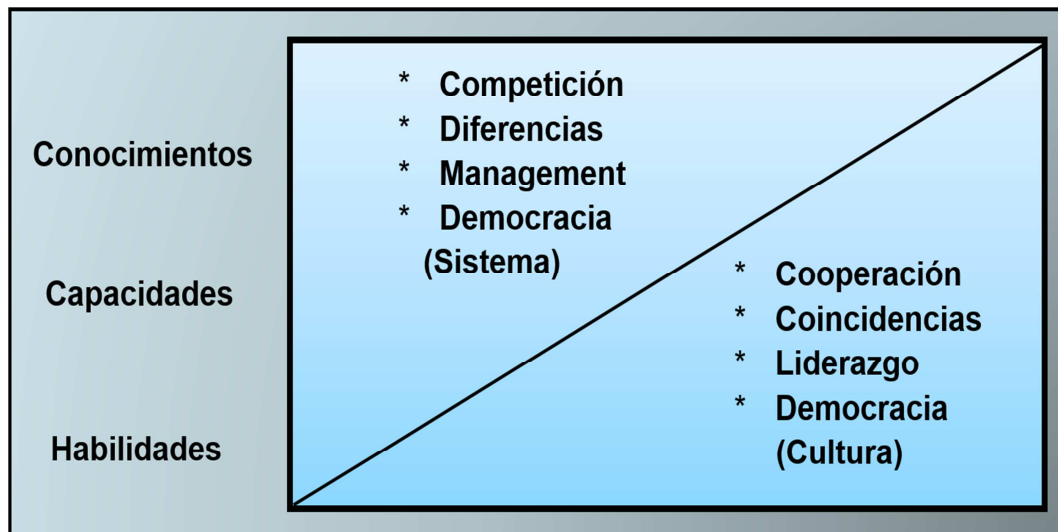 Conocimientos
Capacidades
Habilidades
* Competición
* Diferencias
* Management
* Democracia
(Sistema)
* Cooperación
* Coincidencias
* Liderazgo
* Democracia
(Cultura)